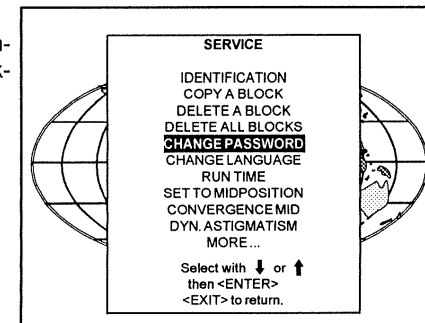 SERVICE
IDENTIFICATION
COPY A BLOCK
DELETE A BLOCK
DELETE ALL BLOCKS
CHANGE PASSWORD
CHANGE LANGUAGE
RUN TIME
SET TO MIDPOSITION
CONVERGENCE MID
DYN. ASTIGMATISM
MORE...
Select with ↓ or ↑
then <ENTER>
<EXIT> to return.